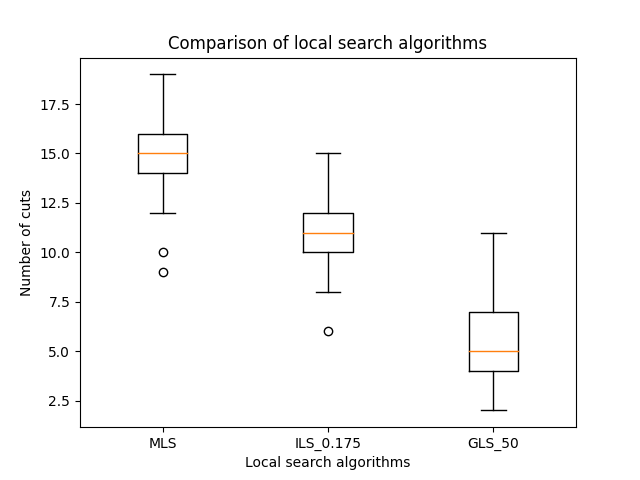 Comparison of local search algorithms
Number of cuts
17.5
15.0
12.5
10.0
7.5
5.0
2.5
MLS
ILS_0.175
GLS_50
Local search algorithms